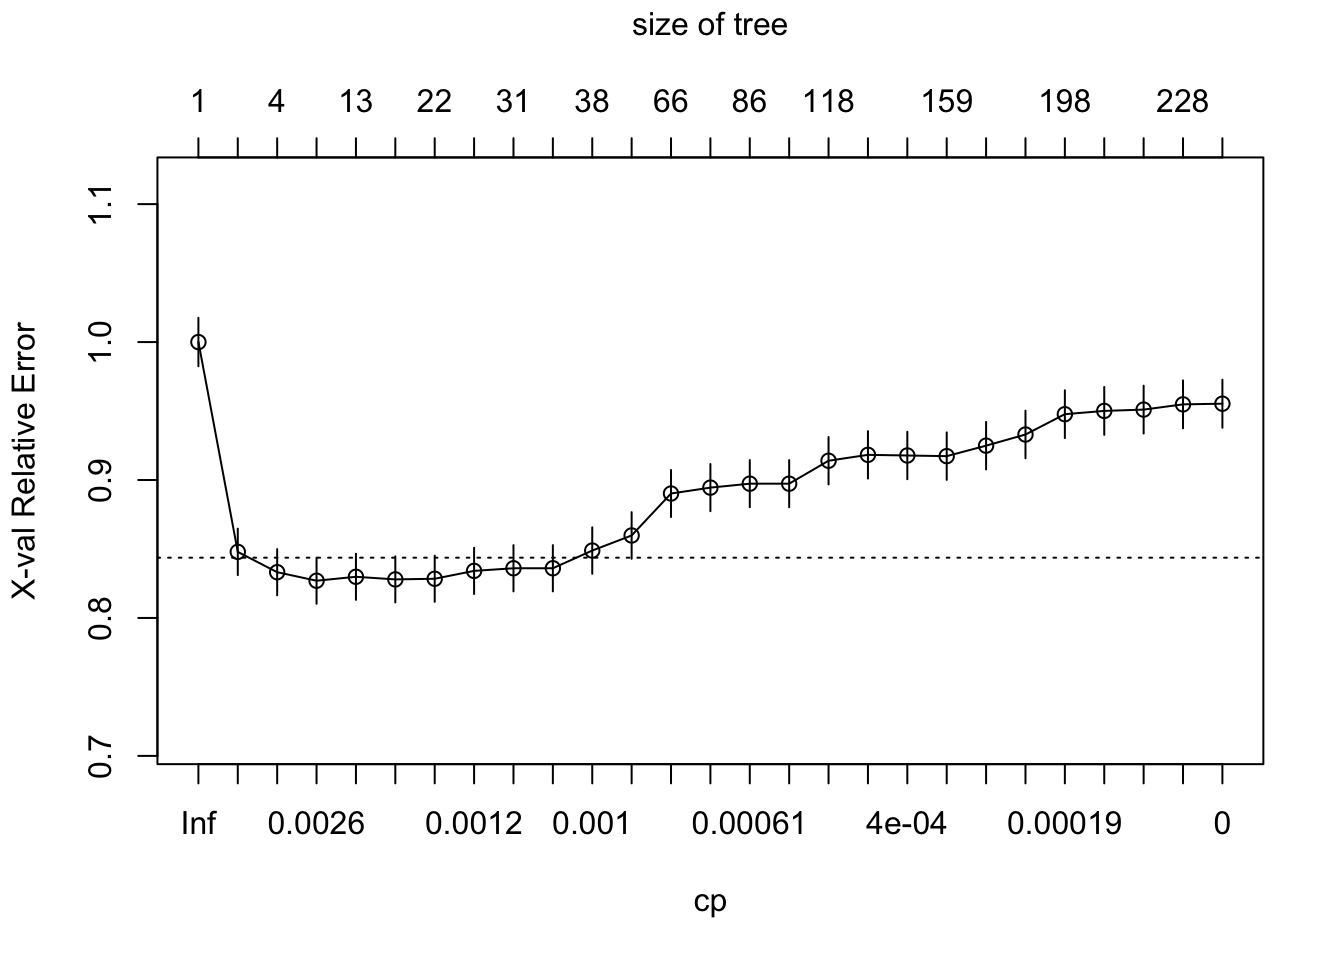 size of tree
1 4 13 22 31 38 66 86 118 159 198 228
X-val Relative Error
1.1
1.0
0.9
0.8
0.7
Inf 0.0026 0.0012 0.001 0.00061 4e-04 0.00019 0
cp